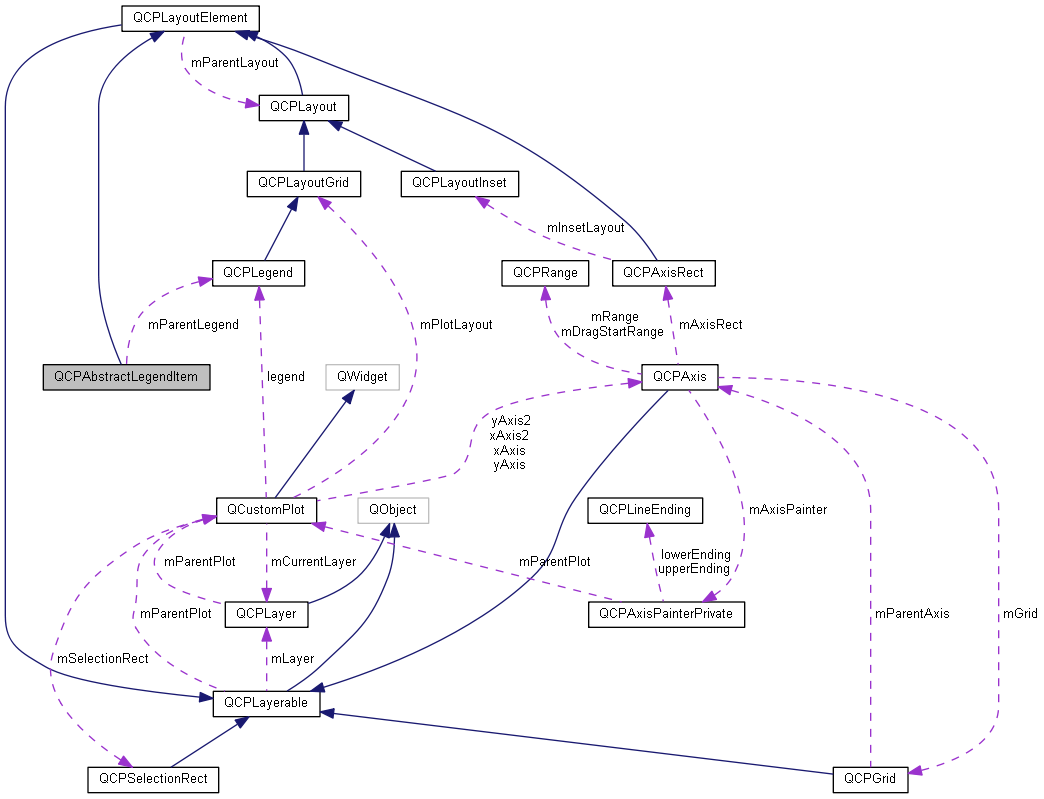 QCPLayoutElement
mParentLayout
QCPLayout
QCPLayoutGrid
QCPLayoutInset
mInsetLayout
QCPLegend
QCPRange
QCPAxisRect
mParentLegend
mPlotLayout
mRange
mDragStartRange
mAxisRect
QCPAbstractLegendItem
legend
QWidget
QCPAxis
yAxis2
xAxis2
xAxis
yAxis
QCustomPlot
QObject
QCPLineEnding
mAxisPainter
mParentPlot
mCurrentLayer
mParentPlot
lowerEnding
upperEnding
mParentPlot
QCPLayer
QCPAxisPainterPrivate
mParentAxis
mGrid
mSelectionRect
mLayer
QCPLayerable
QCPSelectionRect
QCPGrid